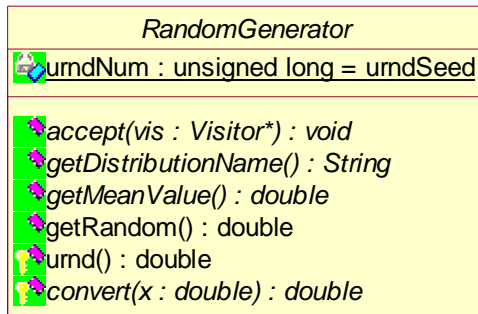 RandomGenerator
urndNum : unsigned long = urndSeed
accept(vis : Visitor*) : void
getDistributionName() : String
getMeanValue() : double
getRandom() : double
urnd() : double
convert(x : double) : double